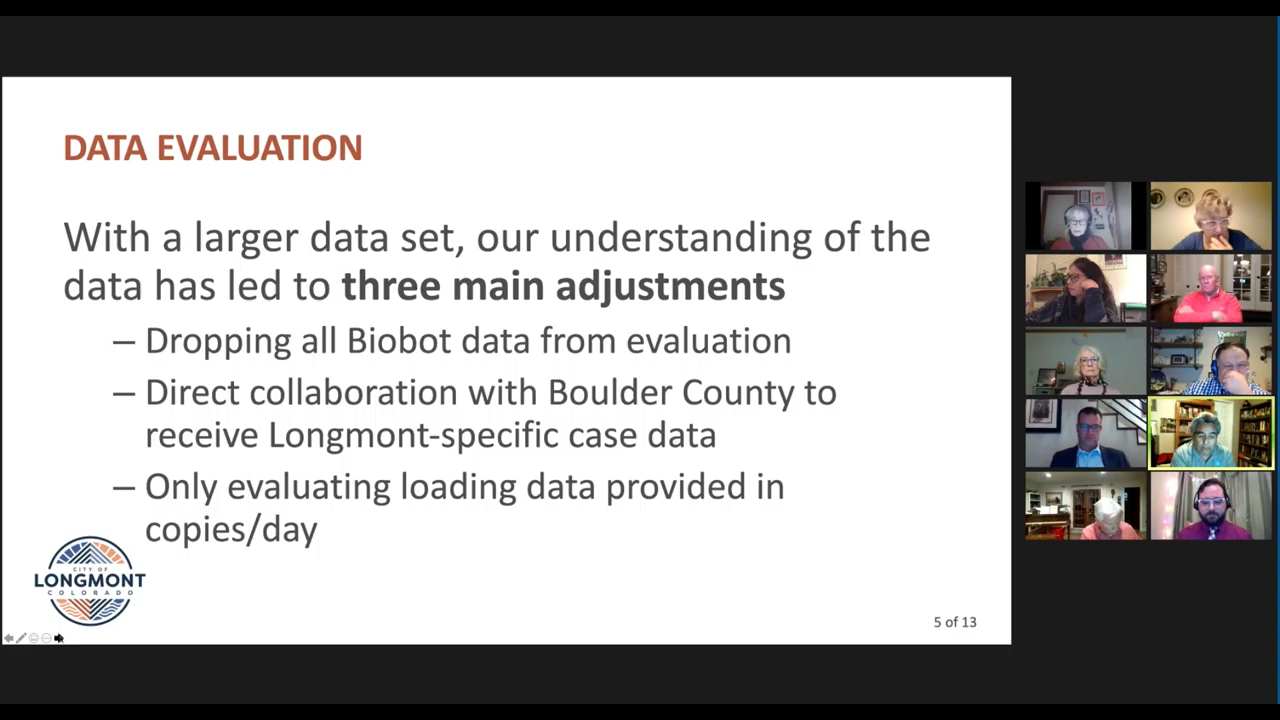 DATA EVALUATION
With a larger data set, our understanding of the
data has led to three main adjustments
– Dropping all Biobot data from evaluation
– Direct collaboration with Boulder County to
receive Longmont-specific case data
– Only evaluating loading data provided in
copies/day
CITY OF
LONGMONT
COLORADO
5 of 13